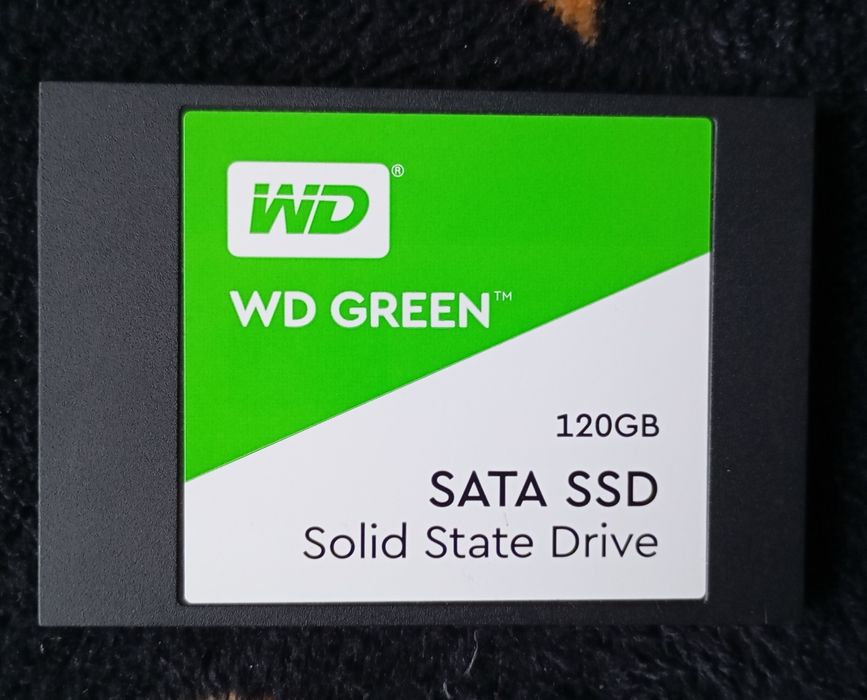 WD®
WD GREEN™
120GB
SATA SSD
Solid State Drive